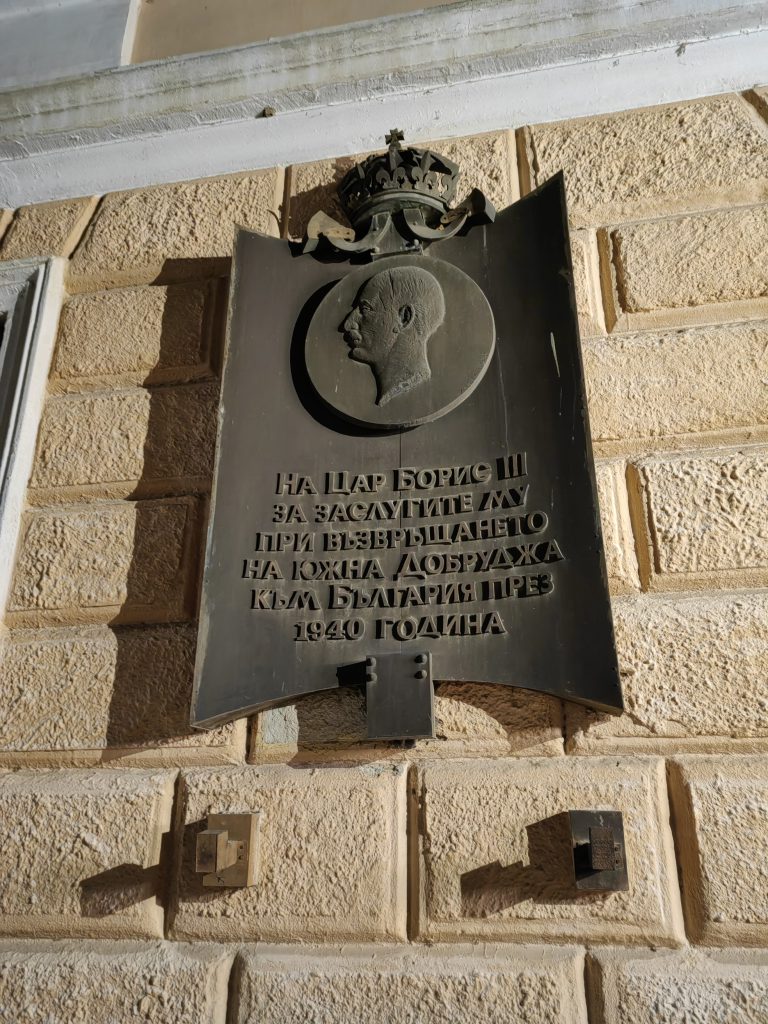 На Цар Борис III
за заслугите му
при възвръщането
на Южна Добруджа
към България през
1940 година